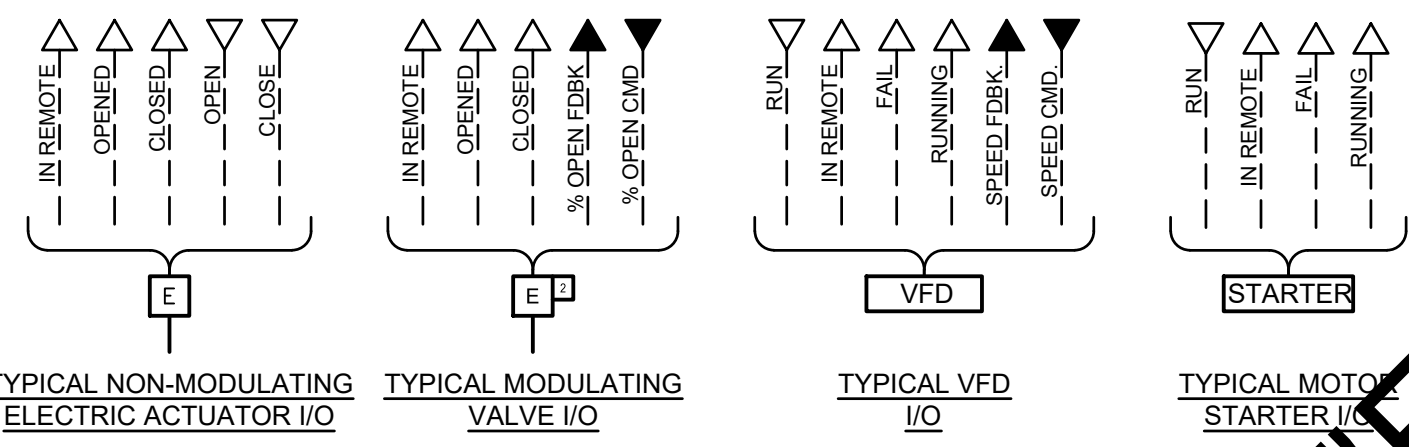 IN REMOTE
OPENED
CLOSED
OPEN
CLOSE
E
TYPICAL NON-MODULATING
ELECTRIC ACTUATOR I/O
IN REMOTE
OPENED
CLOSED
% OPEN FDBK
% OPEN CMD
E
2
TYPICAL MODULATING
VALVE I/O
RUN
IN REMOTE
FAIL
RUNNING
SPEED FDBK.
SPEED CMD.
VFD
TYPICAL VFD
I/O
RUN
IN REMOTE
FAIL
RUNNING
STARTER
TYPICAL MOTOR
STARTER I/O